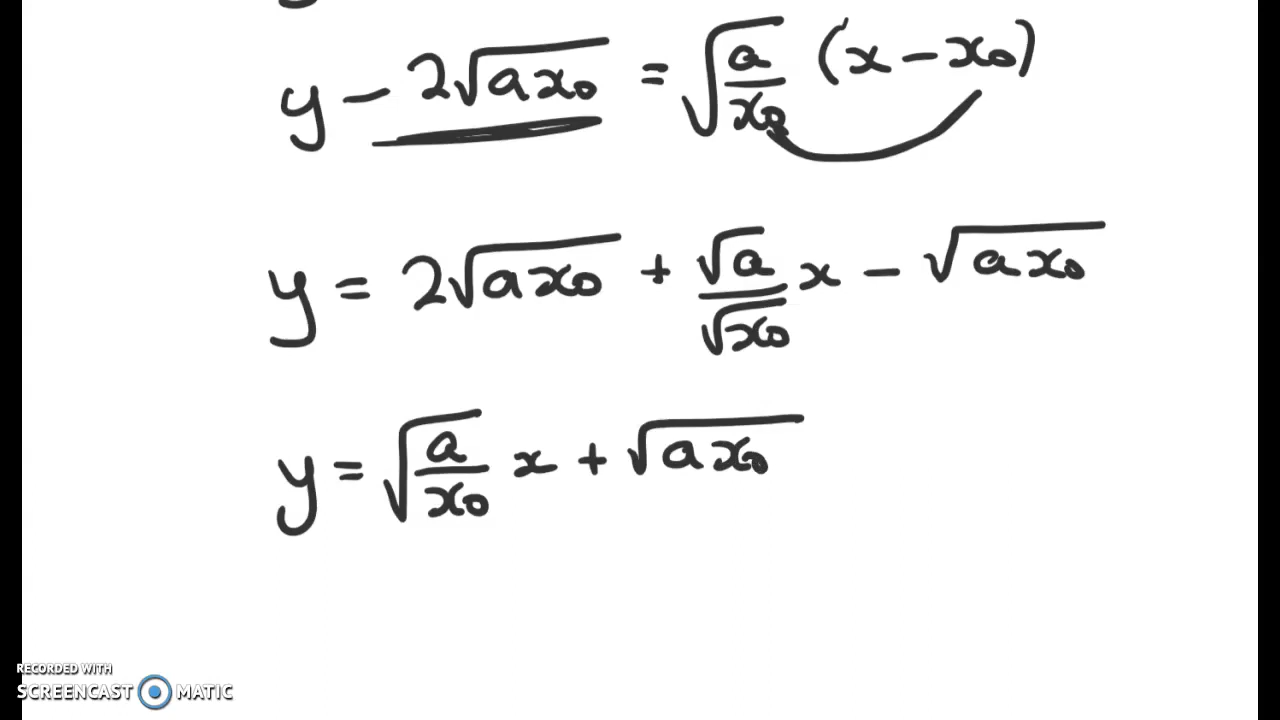 y − 2√(ax₀) = √(a/x₀) (x − x₀)
y = 2√(ax₀) + √a/√x₀ x − √(ax₀)
y = √(a/x₀) x + √(ax₀)
RECORDED WITH
SCREENCAST MATIC